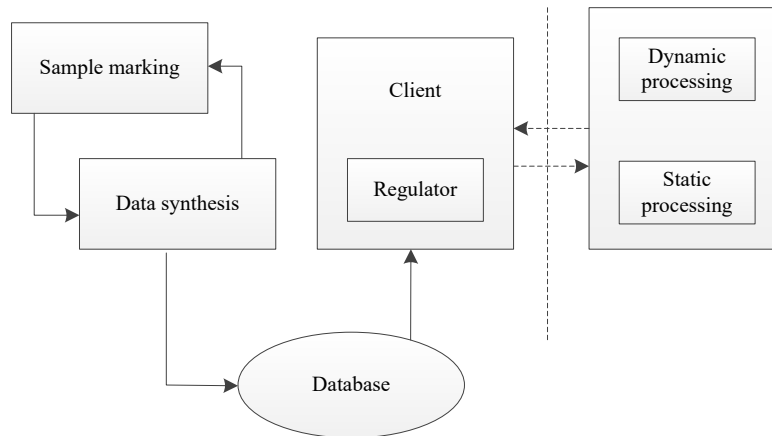 Sample marking
Data synthesis
Database
Client
Regulator
Dynamic
processing
Static
processing